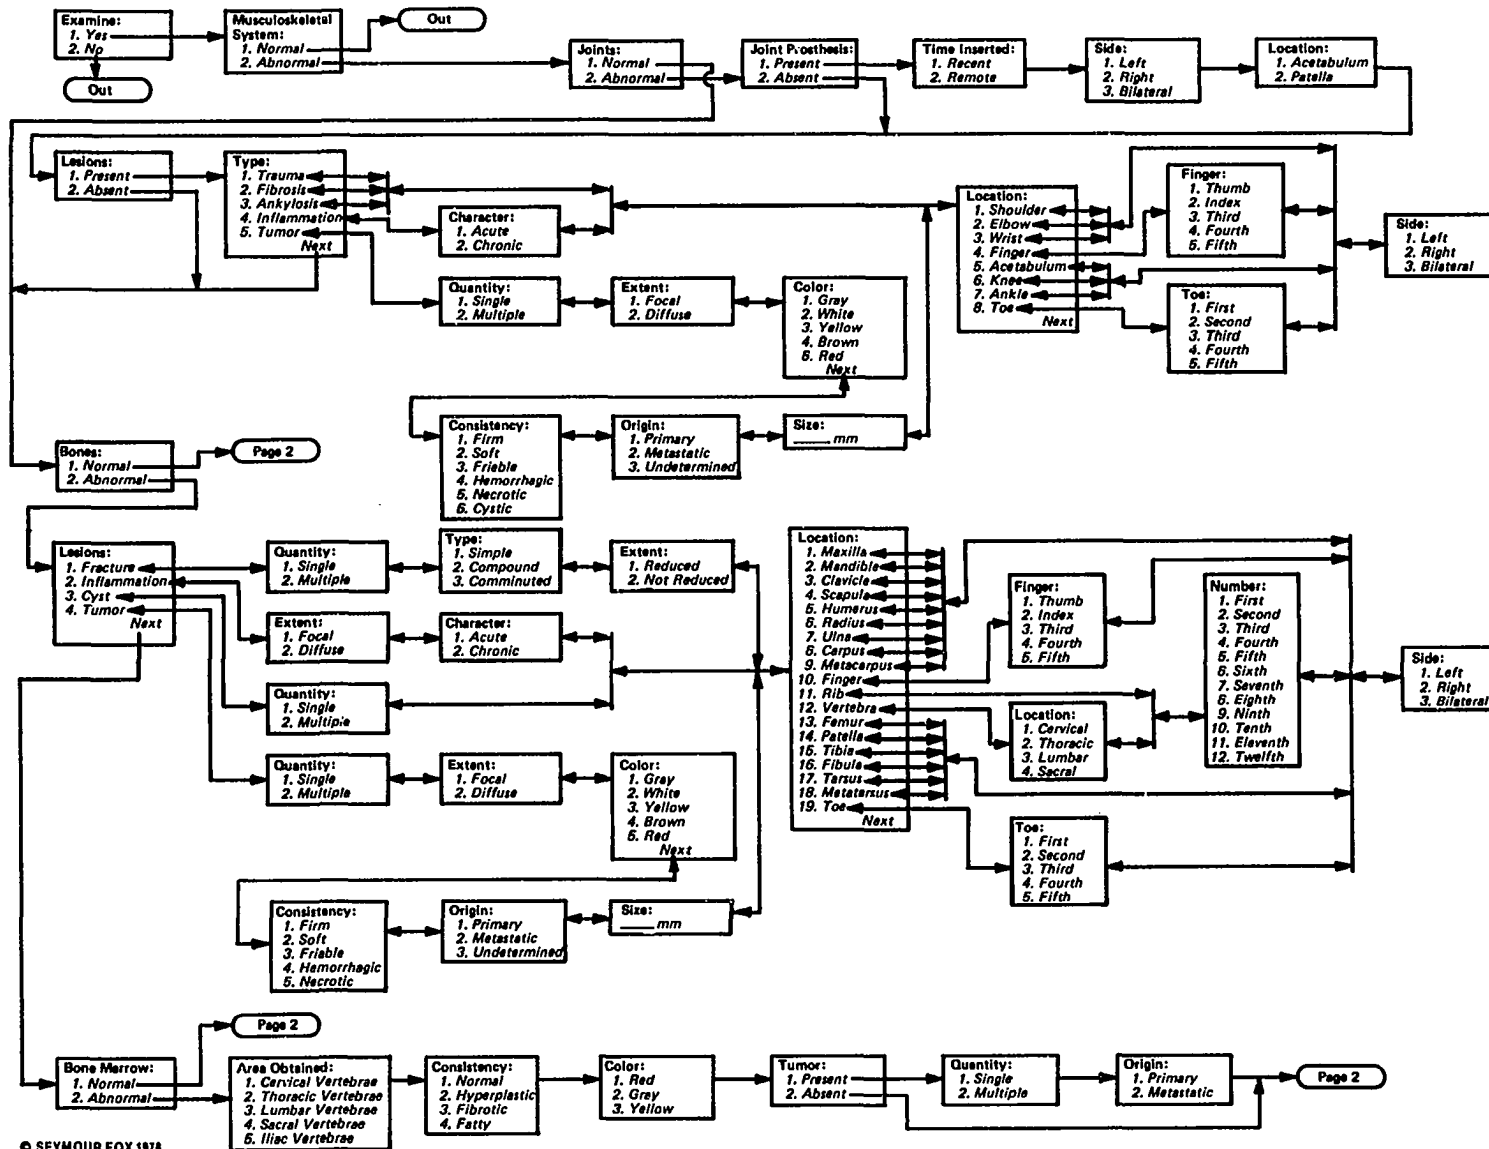 Examine:
1. Yes
2. No
Out
Musculoskeletal
System:
1. Normal
2. Abnormal
Out
Joints:
1. Normal
2. Abnormal
Joint Prosthesis:
1. Present
2. Absent
Time Inserted:
1. Recent
2. Remote
Side:
1. Left
2. Right
3. Bilateral
Location:
1. Acetabulum
2. Patella
Lesions:
1. Present
2. Absent
Type:
1. Trauma
2. Fibrosis
3. Ankylosis
4. Inflammation
5. Tumor
Next
Character:
1. Acute
2. Chronic
Quantity:
1. Single
2. Multiple
Extent:
1. Focal
2. Diffuse
Color:
1. Gray
2. White
3. Yellow
4. Brown
5. Red
Next
Location:
1. Shoulder
2. Elbow
3. Wrist
4. Finger
5. Acetabulum
6. Knee
7. Ankle
8. Toe
Next
Finger:
1. Thumb
2. Index
3. Third
4. Fourth
5. Fifth
Toe:
1. First
2. Second
3. Third
4. Fourth
5. Fifth
Side:
1. Left
2. Right
3. Bilateral
Consistency:
1. Firm
2. Soft
3. Friable
4. Hemorrhagic
5. Necrotic
6. Cystic
Origin:
1. Primary
2. Metastatic
3. Undetermined
Size:
____ mm
Bones:
1. Normal
2. Abnormal
Page 2
Lesions:
1. Fracture
2. Inflammation
3. Cyst
4. Tumor
Next
Quantity:
1. Single
2. Multiple
Type:
1. Simple
2. Compound
3. Comminuted
Extent:
1. Reduced
2. Not Reduced
Extent:
1. Focal
2. Diffuse
Character:
1. Acute
2. Chronic
Quantity:
1. Single
2. Multiple
Quantity:
1. Single
2. Multiple
Extent:
1. Focal
2. Diffuse
Color:
1. Gray
2. White
3. Yellow
4. Brown
5. Red
Next
Consistency:
1. Firm
2. Soft
3. Friable
4. Hemorrhagic
5. Necrotic
Origin:
1. Primary
2. Metastatic
3. Undetermined
Size:
____ mm
Location:
1. Maxilla
2. Mandible
3. Clavicle
4. Scapula
5. Humerus
6. Radius
7. Ulna
8. Carpus
9. Metacarpus
10. Finger
11. Rib
12. Vertebra
13. Femur
14. Patella
15. Tibia
16. Fibula
17. Tarsus
18. Metatarsus
19. Toe
Next
Finger:
1. Thumb
2. Index
3. Third
4. Fourth
5. Fifth
Location:
1. Cervical
2. Thoracic
3. Lumbar
4. Sacral
Toe:
1. First
2. Second
3. Third
4. Fourth
5. Fifth
Number:
1. First
2. Second
3. Third
4. Fourth
5. Fifth
6. Sixth
7. Seventh
8. Eighth
9. Ninth
10. Tenth
11. Eleventh
12. Twelfth
Side:
1. Left
2. Right
3. Bilateral
Page 2
Bone Marrow:
1. Normal
2. Abnormal
Area Obtained:
1. Cervical Vertebrae
2. Thoracic Vertebrae
3. Lumbar Vertebrae
4. Sacral Vertebrae
5. Iliac Vertebrae
Consistency:
1. Normal
2. Hyperplastic
3. Fibrotic
4. Fatty
Color:
1. Red
2. Grey
3. Yellow
Tumor:
1. Present
2. Absent
Quantity:
1. Single
2. Multiple
Origin:
1. Primary
2. Metastatic
Page 2
© SEYMOUR FOX 1978